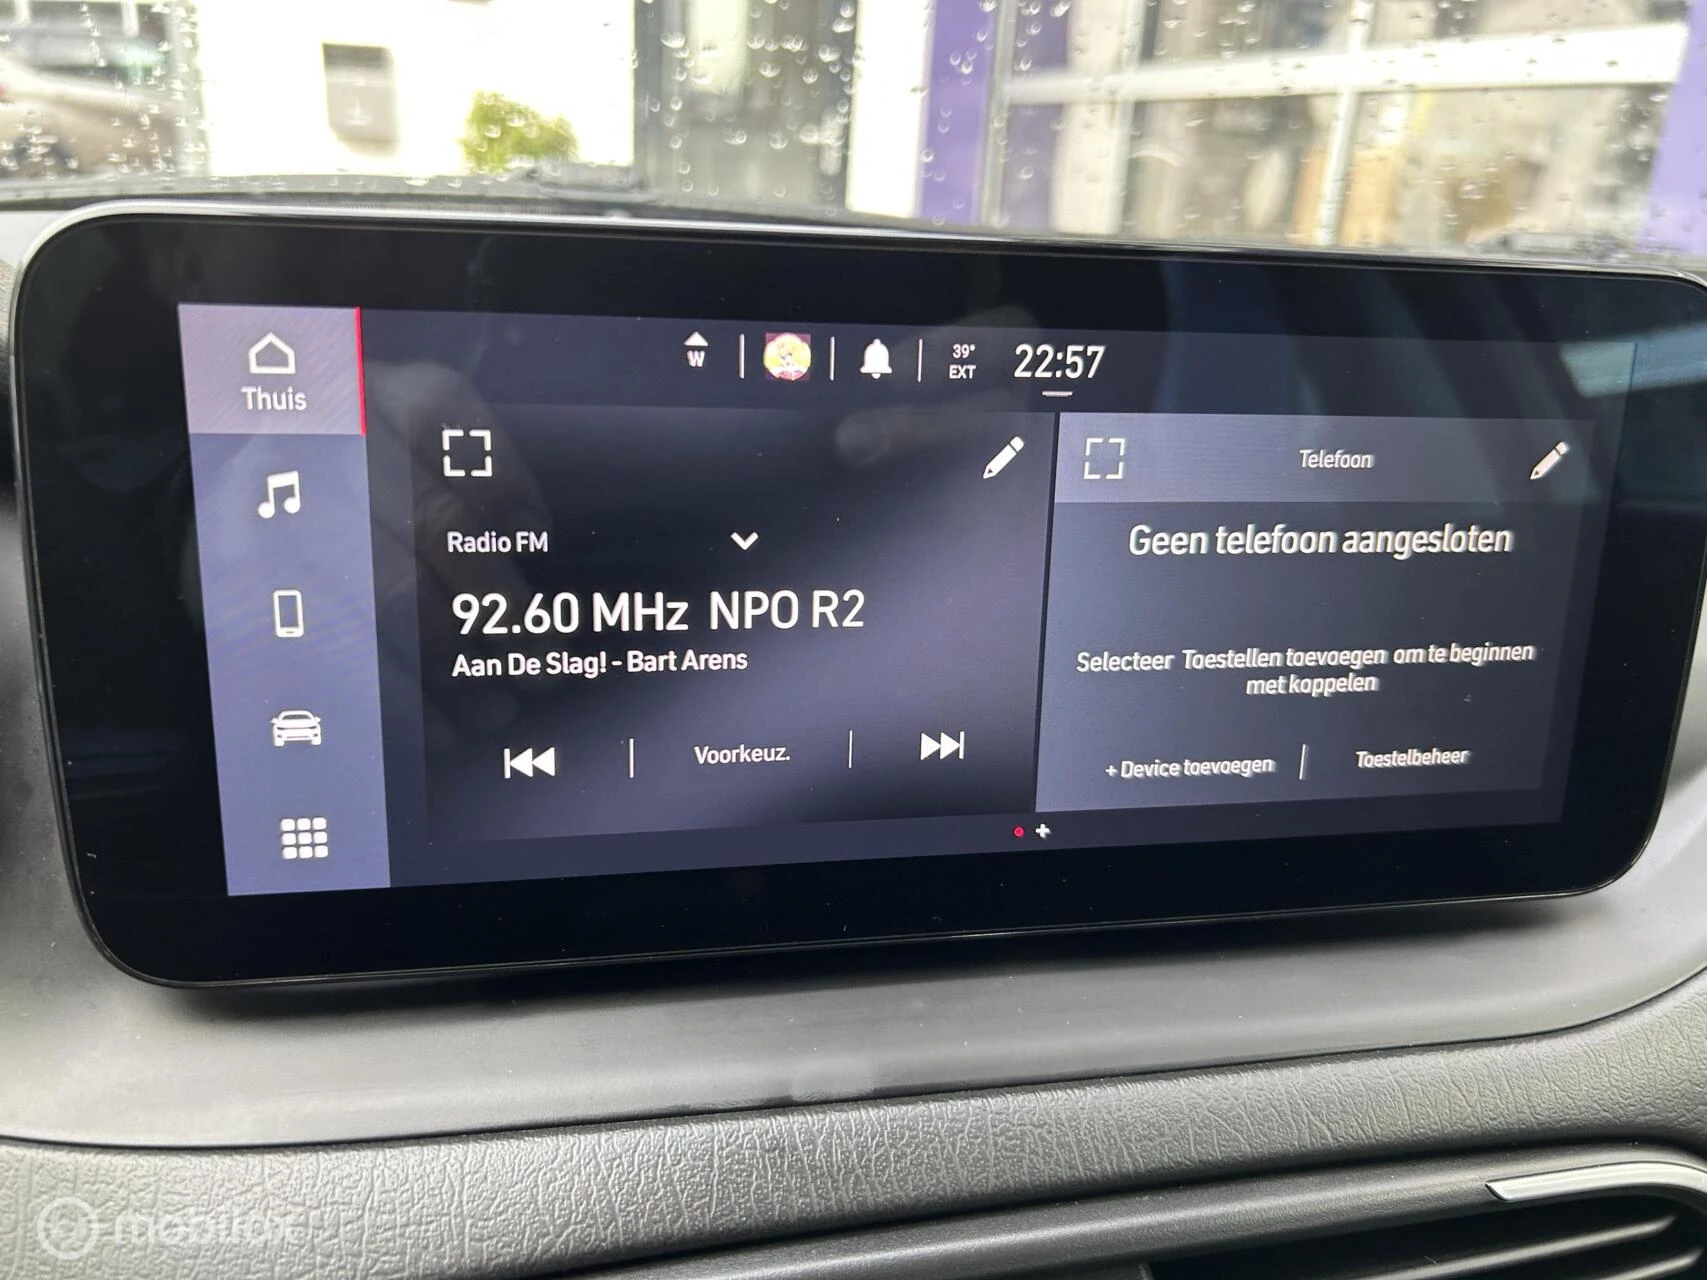 Thuis
W
39°
EXT
22:57
Radio FM
92.60 MHz NPO R2
Aan De Slag! - Bart Arens
Voorkeuz.
Telefoon
Geen telefoon aangesloten
Selecteer Toestellen toevoegen om te beginnen
met koppelen
+ Device toevoegen
Toestelbeheer
mobilox